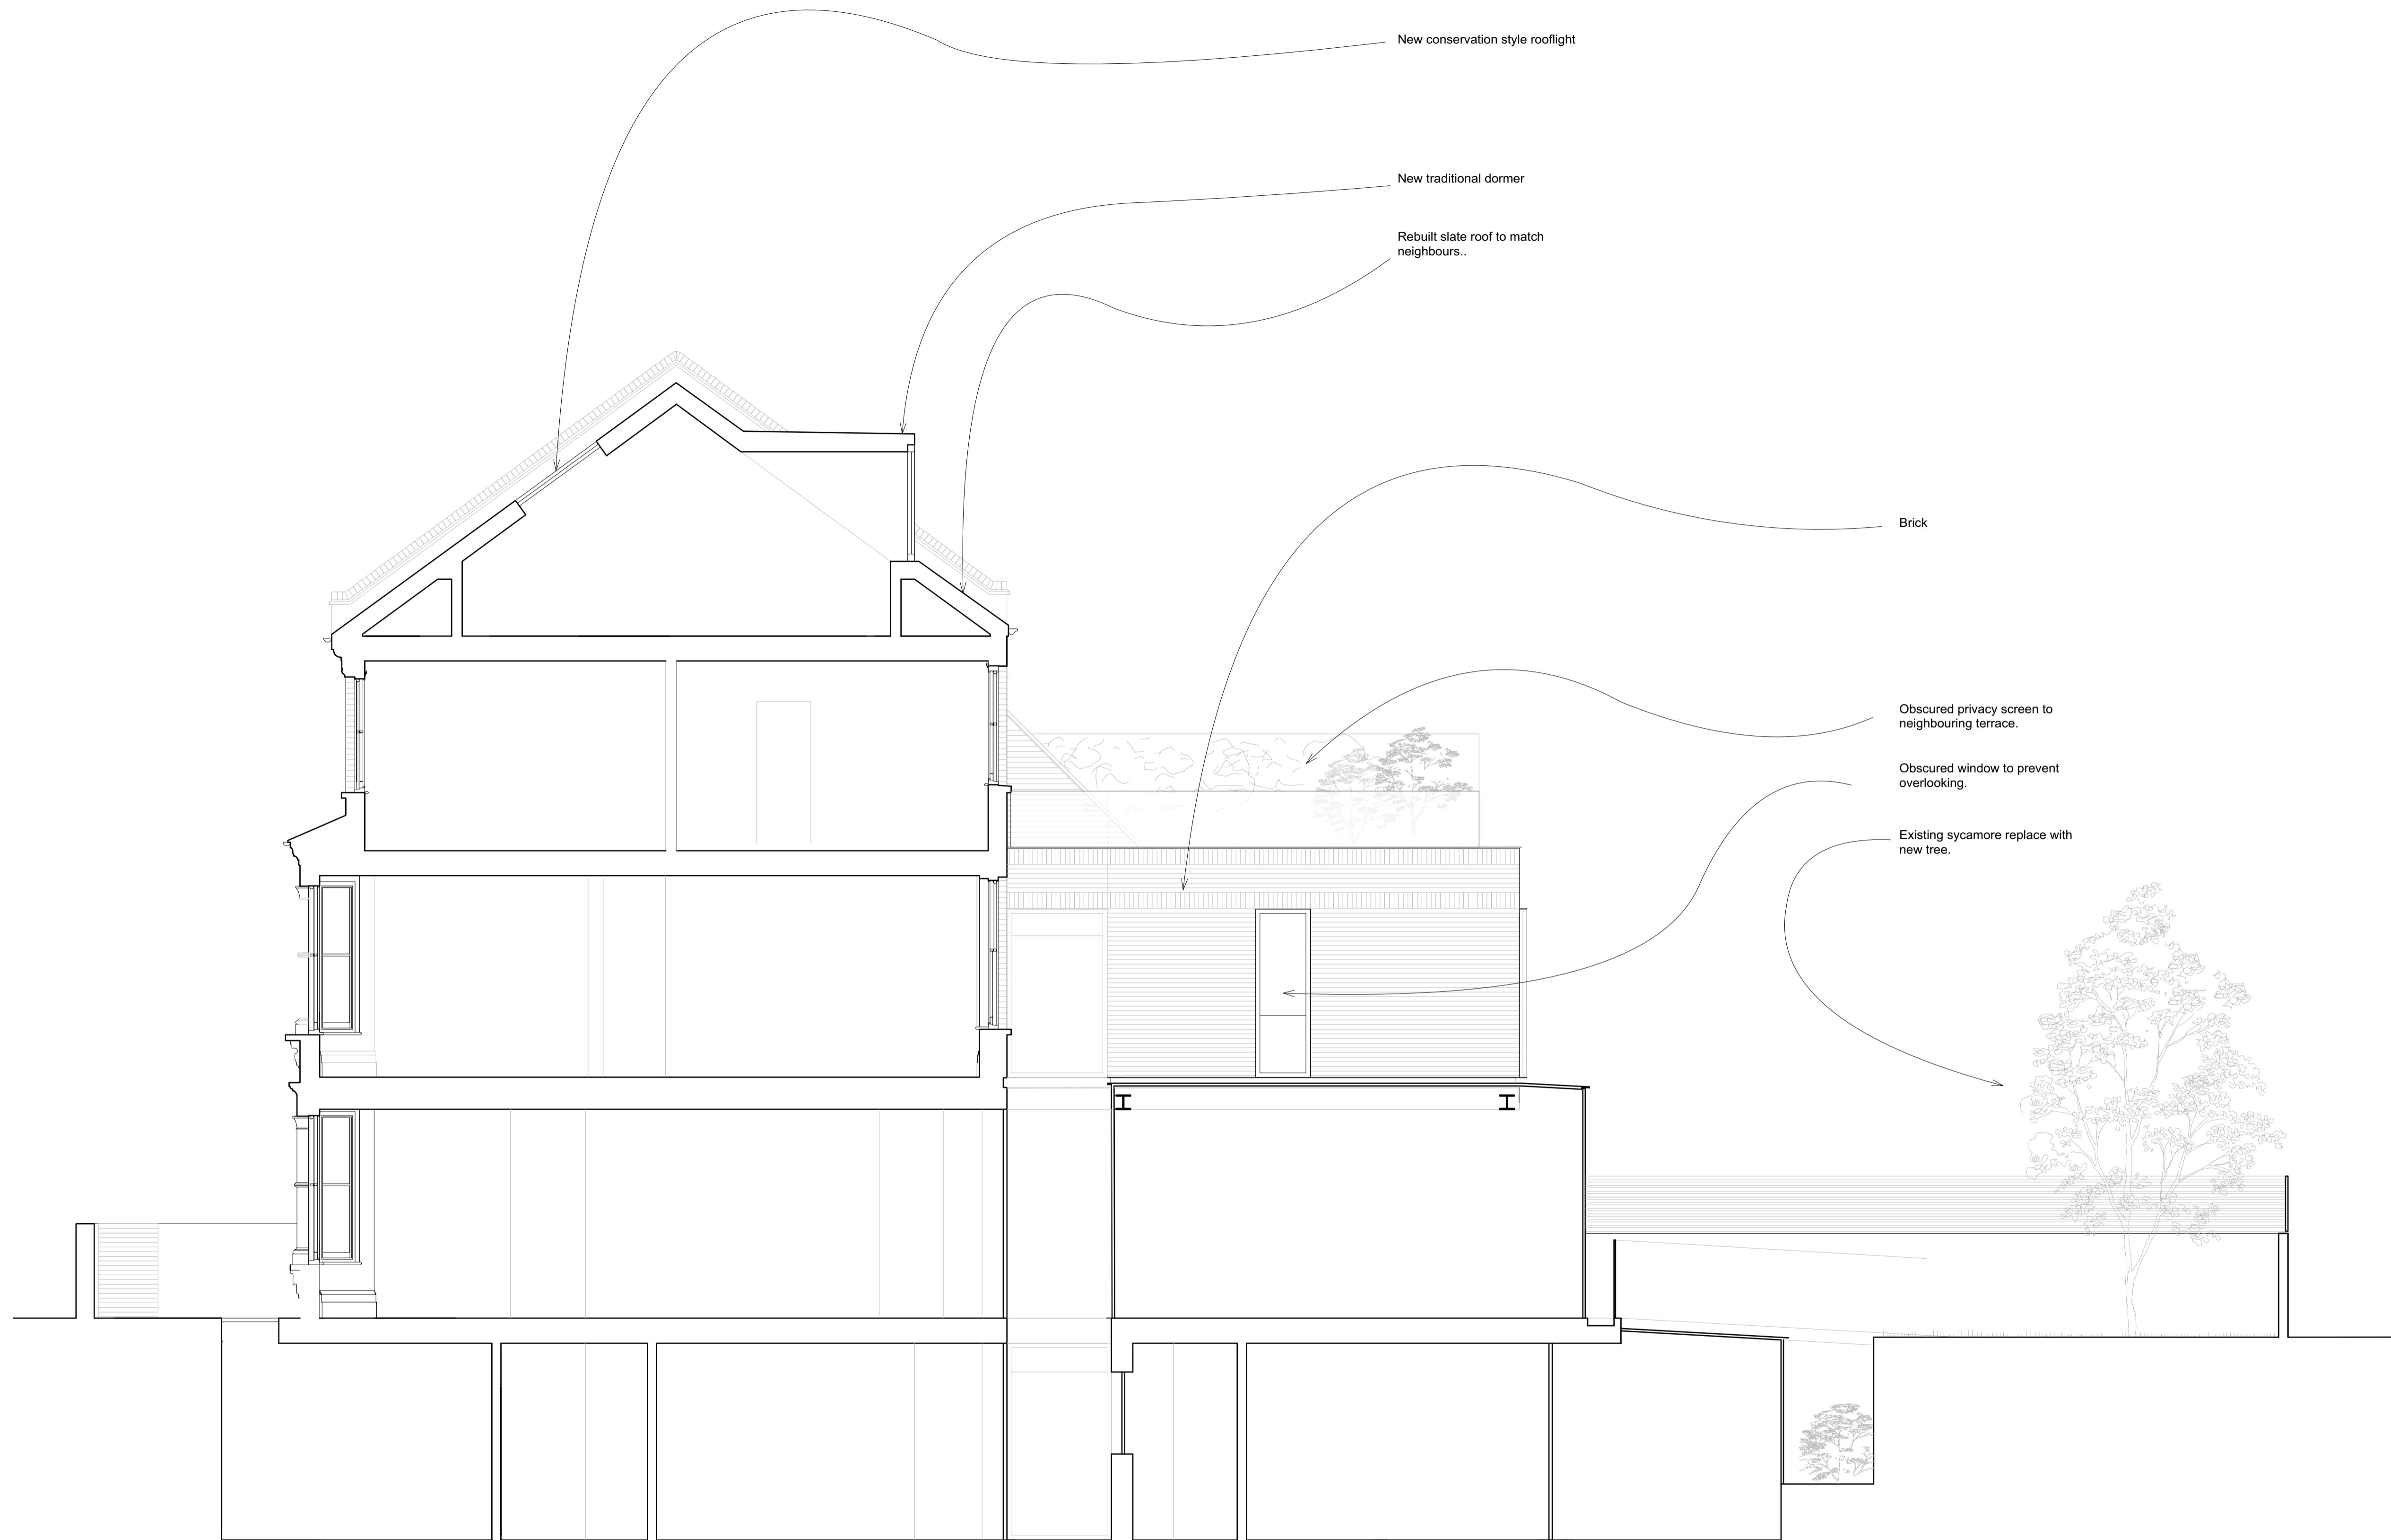 New conservation style rooflight
New traditional dormer
Rebuilt slate roof to match
neighbours..
Brick
Obscured privacy screen to
neighbouring terrace.
Obscured window to prevent
overlooking.
Existing sycamore replace with
new tree.